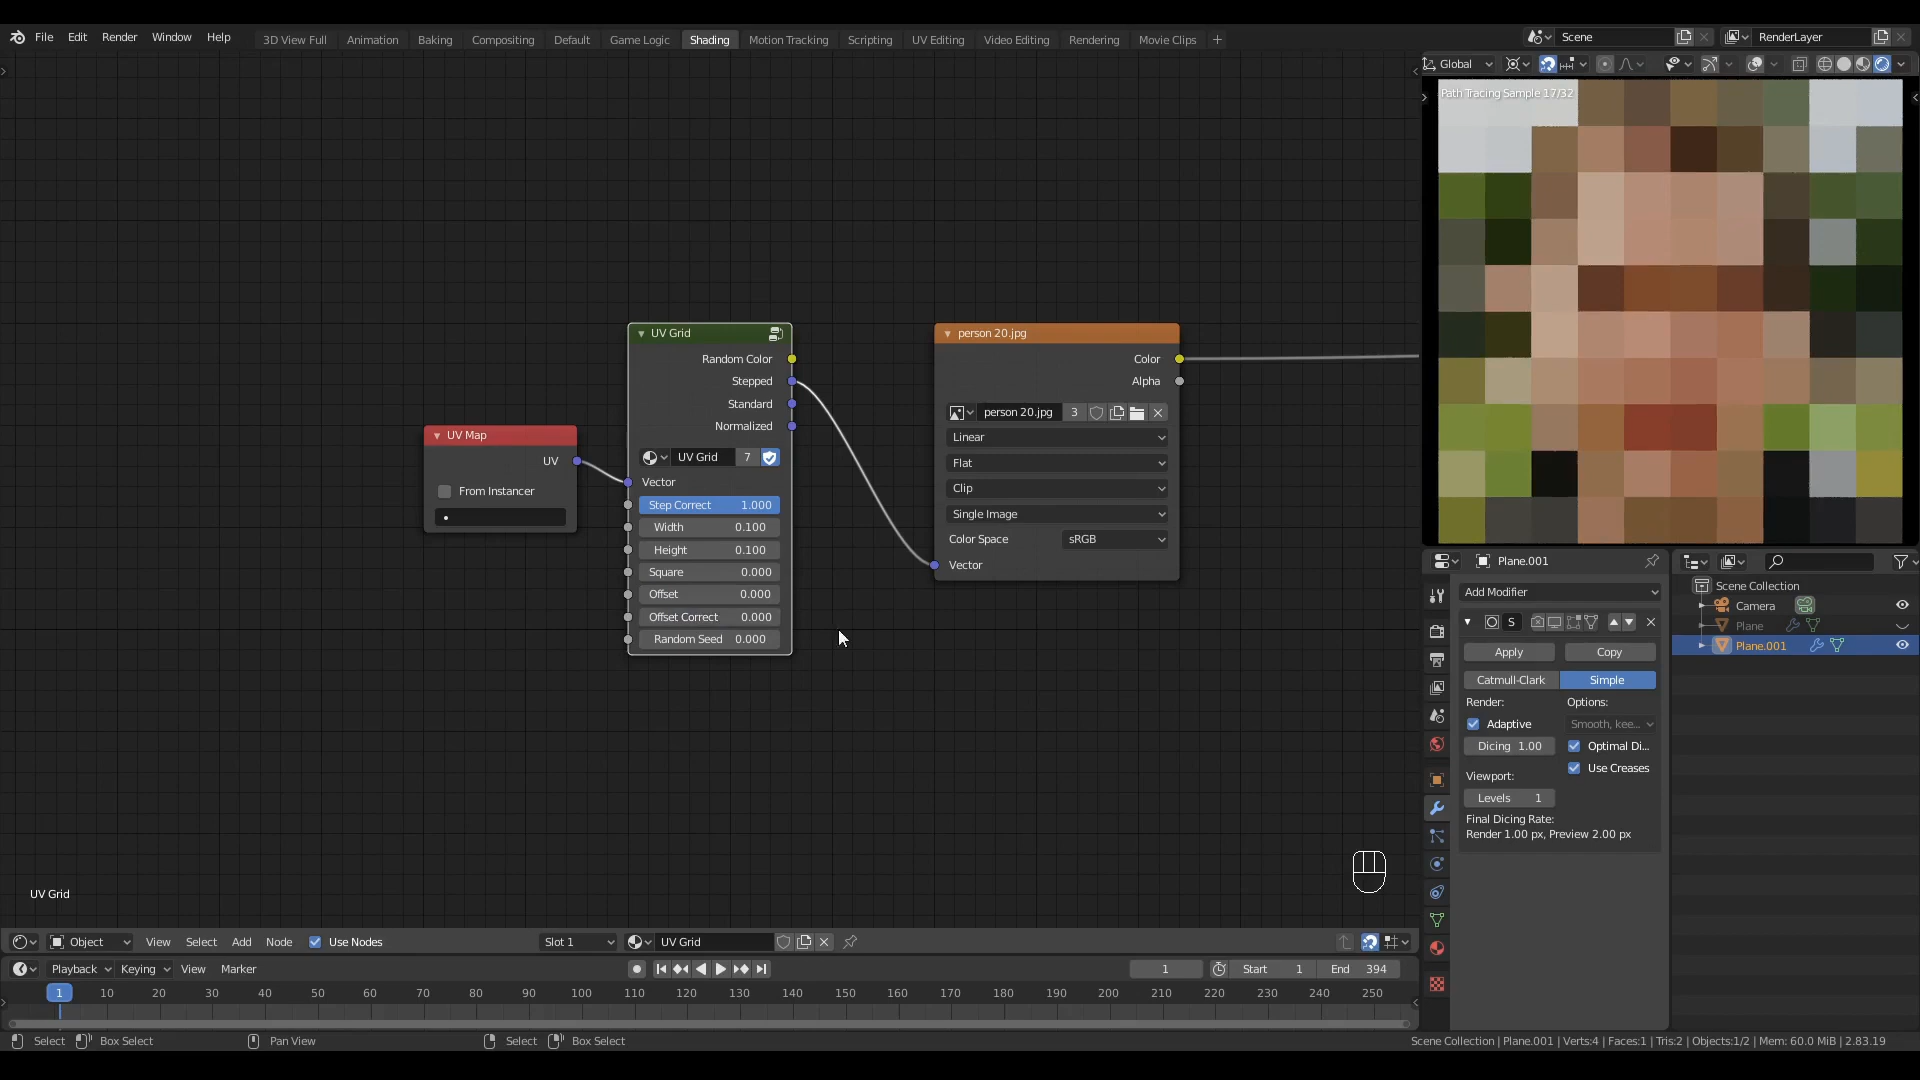 File Edit Render Window Help
3D View Full Animation Baking Compositing Default Game Logic Shading Motion Tracking Scripting UV Editing Video Editing Rendering Movie Clips +
Scene
RenderLayer
Global
Path Tracing Sample 17/32
UV Map
UV
From Instancer
UV Grid
Random Color
Stepped
Standard
Normalized
UV Grid 7
Vector
Step Correct 1.000
Width 0.100
Height 0.100
Square 0.000
Offset 0.000
Offset Correct 0.000
Random Seed 0.000
person 20.jpg
Color
Alpha
person 20.jpg 3
Linear
Flat
Clip
Single Image
Color Space sRGB
Vector
Plane.001
Add Modifier
S
Apply Copy
Catmull-Clark Simple
Render: Options:
Adaptive Smooth, kee...
Dicing 1.00 Optimal Di...
Use Creases
Viewport:
Levels 1
Final Dicing Rate:
Render 1.00 px, Preview 2.00 px
Scene Collection
Camera
Plane
Plane.001
UV Grid
Object View Select Add Node Use Nodes Slot 1 UV Grid
Playback Keying View Marker 1 Start 1 End 394
1 10 20 30 40 50 60 70 80 90 100 110 120 130 140 150 160 170 180 190 200 210 220 230 240 250
Select Box Select Pan View Select Box Select
Scene Collection | Plane.001 | Verts:4 | Faces:1 | Tris:2 | Objects:1/2 | Mem: 60.0 MiB | 2.83.19